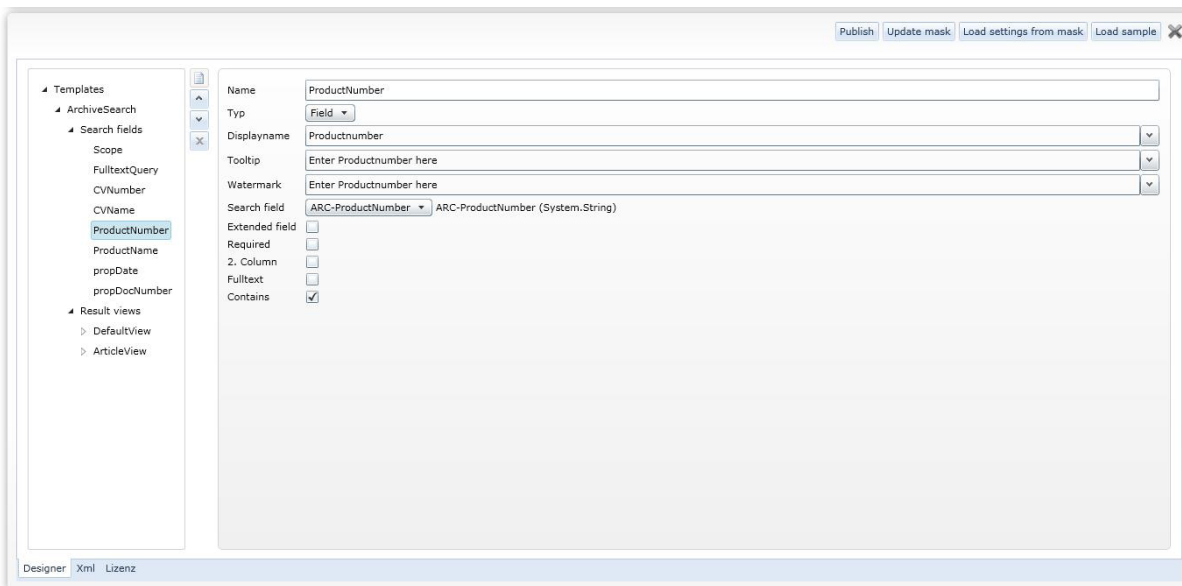 Publish Update mask Load settings from mask Load sample
Templates
ArchiveSearch
Search fields
Scope
FulltextQuery
CVNumber
CVName
ProductNumber
ProductName
propDate
propDocNumber
Result views
DefaultView
ArticleView
Name ProductNumber
Typ Field
Displayname Productnumber
Tooltip Enter Productnumber here
Watermark Enter Productnumber here
Search field ARC-ProductNumber ARC-ProductNumber (System.String)
Extended field
Required
2. Column
Fulltext
Contains
Designer Xml Lizenz